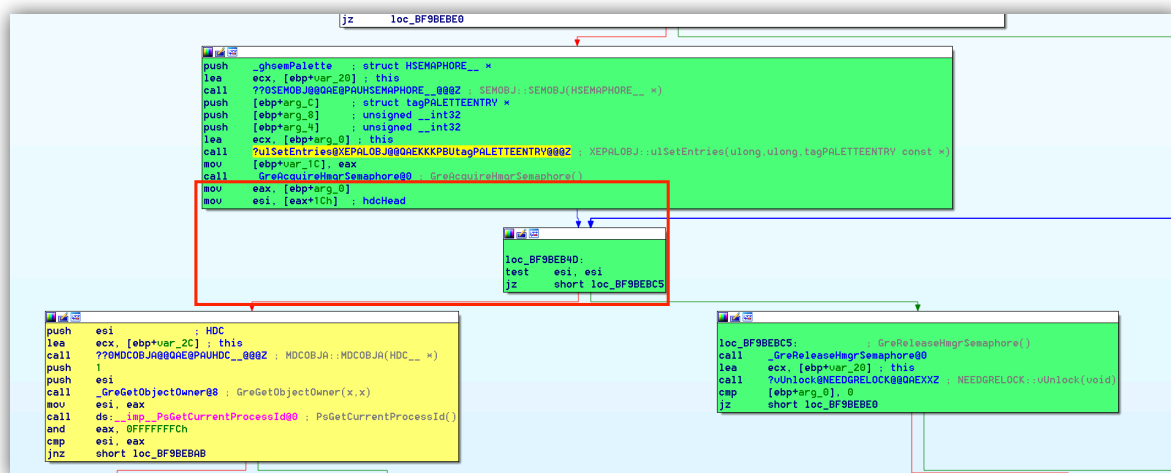 jz loc_BF9BEBE0
push _ghsemPalette ; struct HSEMAPHORE__ *
lea ecx, [ebp+var_20] ; this
call ??0SEMOBJ@@QAE@PAUHSEMAPHORE__@@@Z ; SEMOBJ::SEMOBJ(HSEMAPHORE__ *)
push [ebp+arg_C] ; struct tagPALETTEENTRY *
push [ebp+arg_8] ; unsigned __int32
push [ebp+arg_4] ; unsigned __int32
lea ecx, [ebp+arg_0] ; this
call ?ulSetEntries@XEPALOBJ@@QAEKKKPBUtagPALETTEENTRY@@@Z ; XEPALOBJ::ulSetEntries(ulong,ulong,tagPALETTEENTRY const *)
mov [ebp+var_1C], eax
call _GreAcquireHmgrSemaphore@0 ; GreAcquireHmgrSemaphore()
mov eax, [ebp+arg_0]
mov esi, [eax+1Ch] ; hdcHead
loc_BF9BEB4D:
test esi, esi
jz short loc_BF9BEBC5
push esi ; HDC
lea ecx, [ebp+var_2C] ; this
call ??0MDCOBJA@@QAE@PAUHDC__@@@Z ; MDCOBJA::MDCOBJA(HDC__ *)
push 1
push esi
call _GreGetObjectOwner@8 ; GreGetObjectOwner(x,x)
mov esi, eax
call ds:__imp__PsGetCurrentProcessId@0 ; PsGetCurrentProcessId()
and eax, 0FFFFFFFCh
cmp esi, eax
jnz short loc_BF9BEBAB
loc_BF9BEBC5: ; GreReleaseHmgrSemaphore()
call _GreReleaseHmgrSemaphore@0
lea ecx, [ebp+var_20] ; this
call ?vUnlock@NEEDGRELOCK@@QAEXXZ ; NEEDGRELOCK::vUnlock(void)
cmp [ebp+arg_0], 0
jz short loc_BF9BEBE0